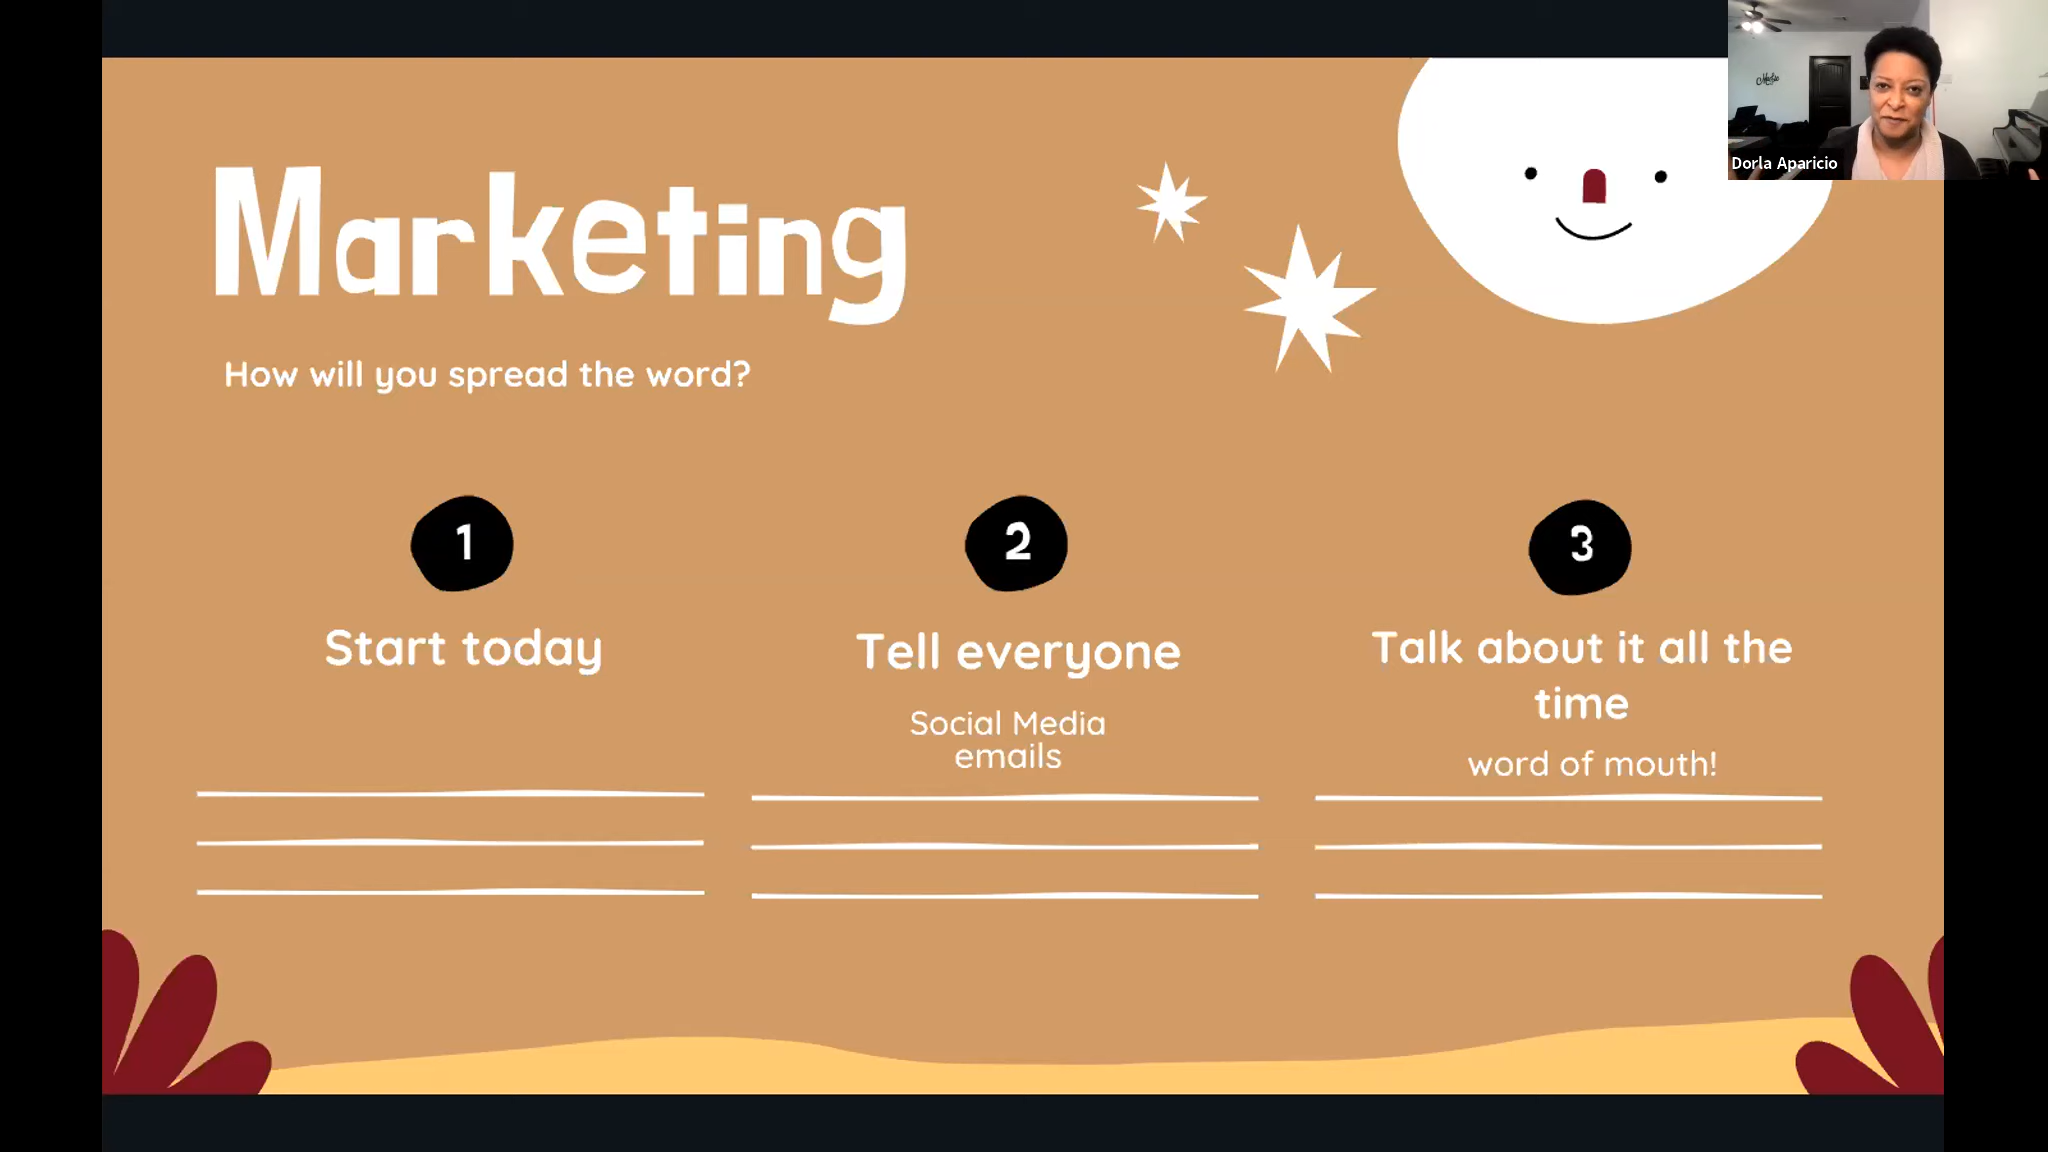 Marketing
How will you spread the word?
1
Start today
2
Tell everyone
Social Media
emails
3
Talk about it all the
time
word of mouth!
Music
Dorla Aparicio